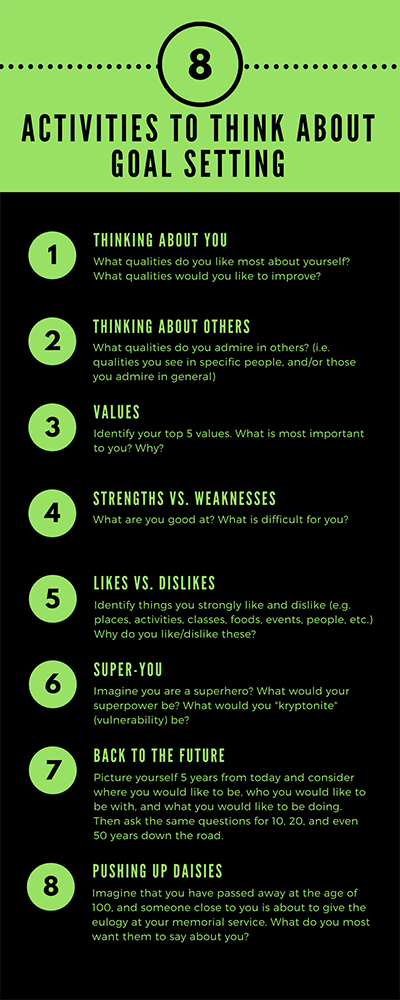 8
ACTIVITIES TO THINK ABOUT
GOAL SETTING
1
THINKING ABOUT YOU
What qualities do you like most about yourself?
What qualities would you like to improve?
2
THINKING ABOUT OTHERS
What qualities do you admire in others? (i.e.
qualities you see in specific people, and/or those
you admire in general)
3
VALUES
Identify your top 5 values. What is most important
to you? Why?
4
STRENGTHS VS. WEAKNESSES
What are you good at? What is difficult for you?
5
LIKES VS. DISLIKES
Identify things you strongly like and dislike (e.g.
places, activities, classes, foods, events, people, etc.)
Why do you like/dislike these?
6
SUPER-YOU
Imagine you are a superhero? What would your
superpower be? What would you "kryptonite"
(vulnerability) be?
7
BACK TO THE FUTURE
Picture yourself 5 years from today and consider
where you would like to be, who you would like to
be with, and what you would like to be doing.
Then ask the same questions for 10, 20, and even
50 years down the road.
8
PUSHING UP DAISIES
Imagine that you have passed away at the age of
100, and someone close to you is about to give the
eulogy at your memorial service. What do you most
want them to say about you?